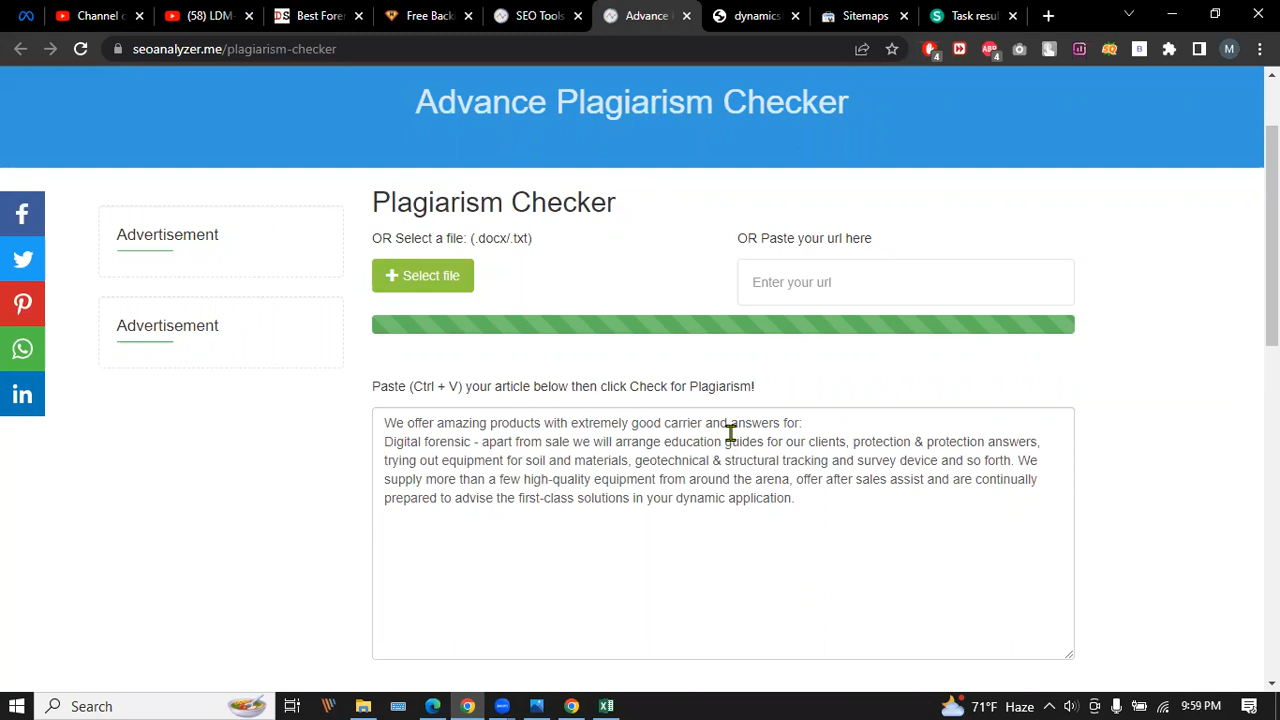 Channel c
(58) LDM-
Best Foren
Free Back
SEO Tools
Advance
dynamics
Sitemaps
Task resul
seoanalyzer.me/plagiarism-checker
4
4
M
Advance Plagiarism Checker
Advertisement
Advertisement
Plagiarism Checker
OR Select a file: (.docx/.txt)
OR Paste your url here
Select file
Enter your url
Paste (Ctrl + V) your article below then click Check for Plagiarism!
We offer amazing products with extremely good carrier and answers for:
Digital forensic - apart from sale we will arrange education guides for our clients, protection & protection answers,
trying out equipment for soil and materials, geotechnical & structural tracking and survey device and so forth. We
supply more than a few high-quality equipment from around the arena, offer after sales assist and are continually
prepared to advise the first-class solutions in your dynamic application.
Search
71°F Haze
9:59 PM